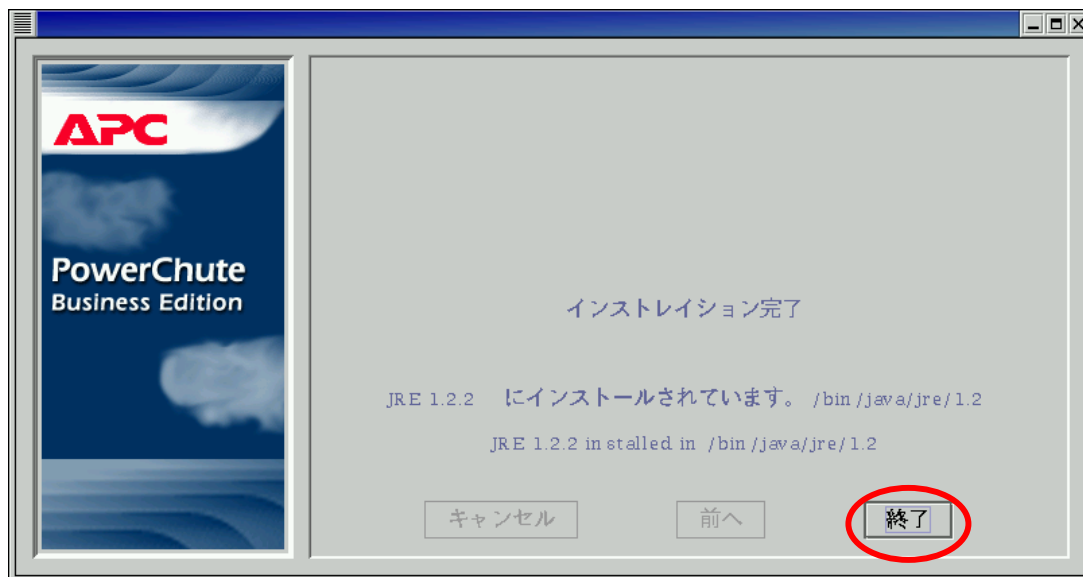 APC
PowerChute
Business Edition
インストレイション完了
JRE 1.2.2 にインストールされています。 /bin/java/jre/1.2
JRE 1.2.2 installed in /bin/java/jre/1.2
キャンセル 前へ 終了